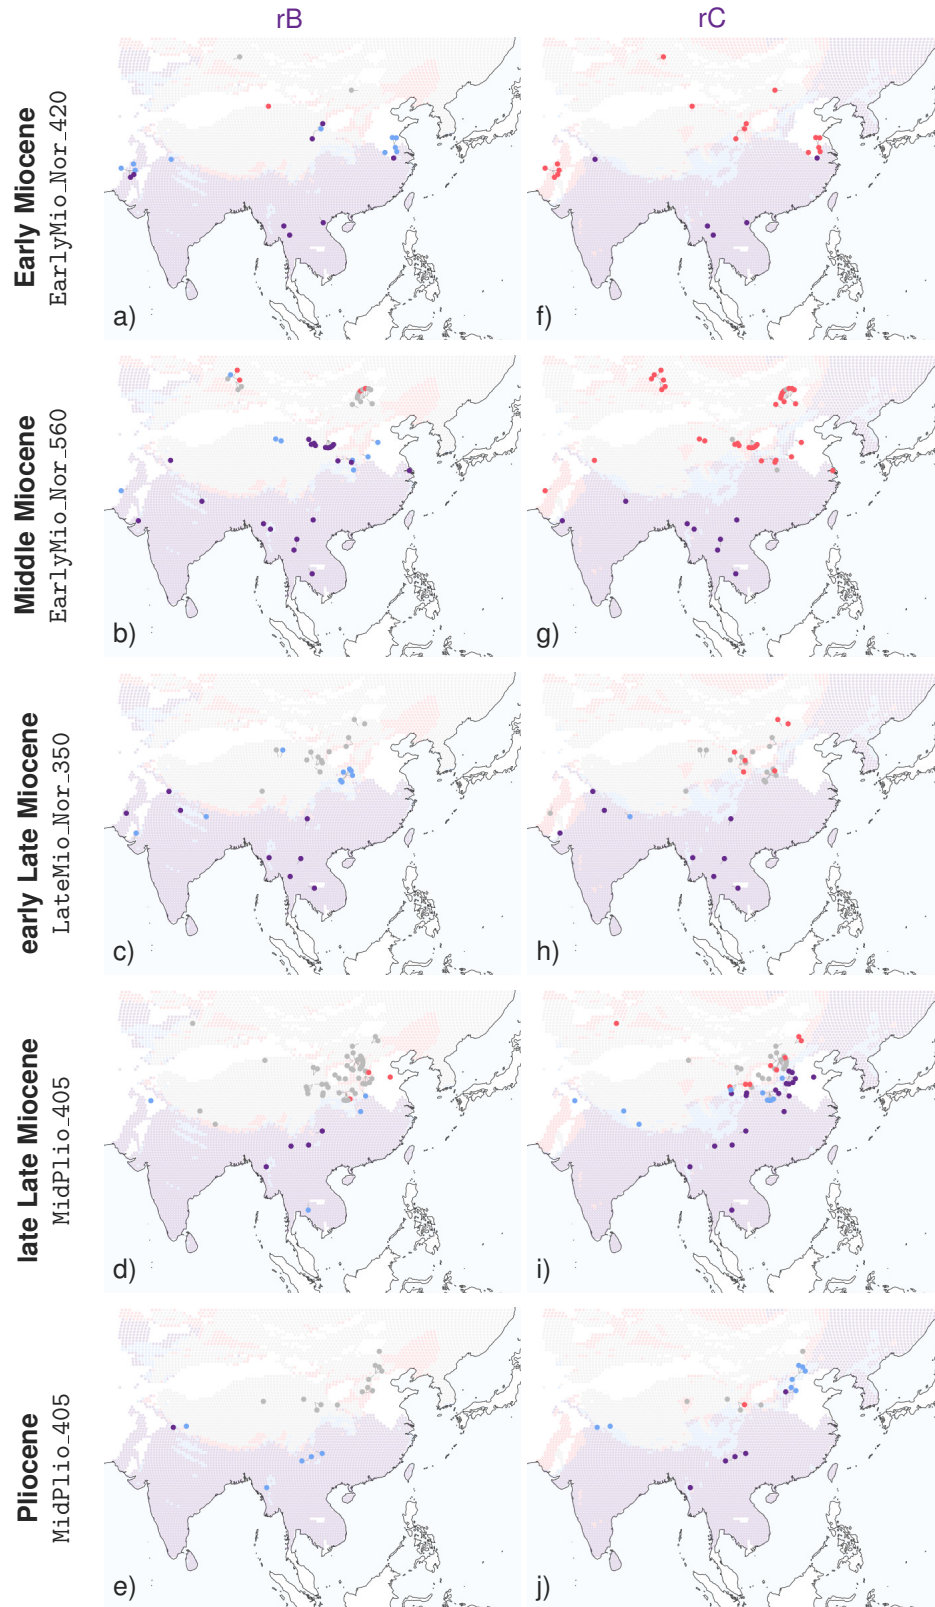 rB
rC
Early Miocene
EarlyMio_Nor_420
a)
f)
Middle Miocene
EarlyMio_Nor_560
b)
g)
early Late Miocene
LateMio_Nor_350
c)
h)
late Late Miocene
MidPlio_405
d)
i)
Pliocene
MidPlio_405
e)
j)